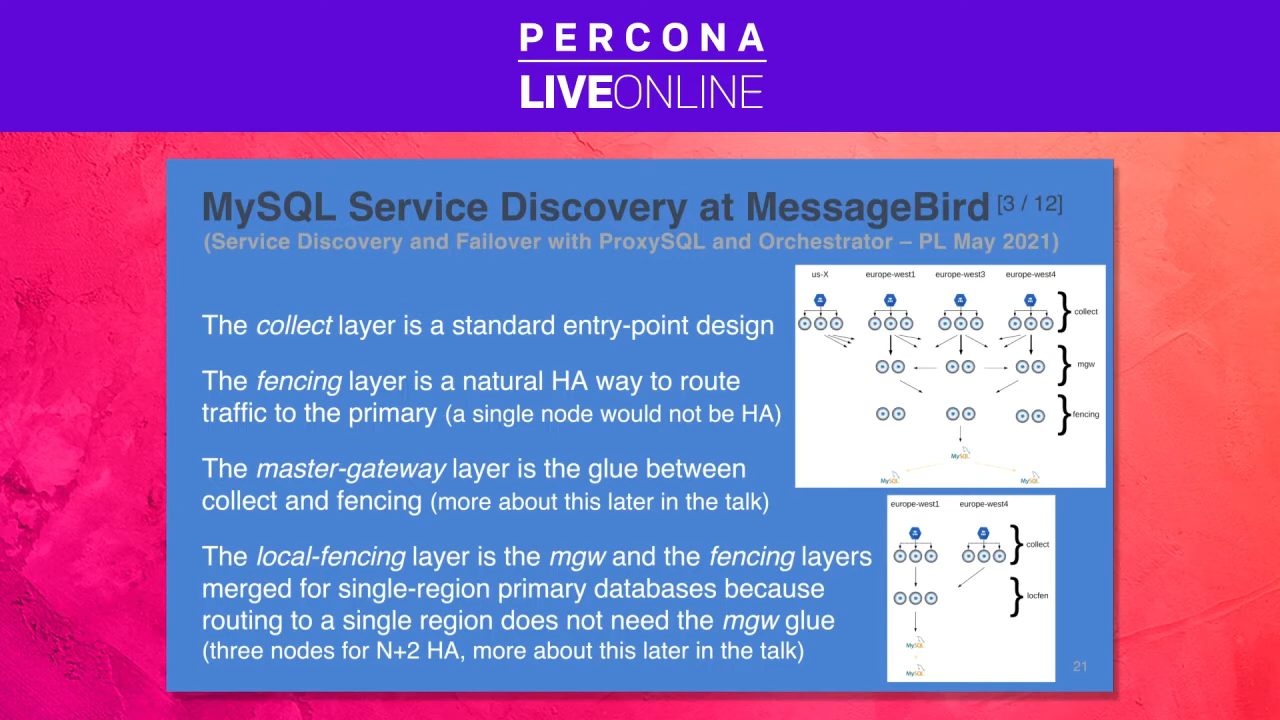 PERCONA
LIVEONLINE
MySQL Service Discovery at MessageBird [3 / 12]
(Service Discovery and Failover with ProxySQL and Orchestrator – PL May 2021)
The collect layer is a standard entry-point design
The fencing layer is a natural HA way to route
traffic to the primary (a single node would not be HA)
The master-gateway layer is the glue between
collect and fencing (more about this later in the talk)
The local-fencing layer is the mgw and the fencing layers
merged for single-region primary databases because
routing to a single region does not need the mgw glue
(three nodes for N+2 HA, more about this later in the talk)
us-X europe-west1 europe-west3 europe-west4
collect
mgw
fencing
MySQL
MySQL MySQL
europe-west1 europe-west4
collect
locfen
MySQL
MySQL
21